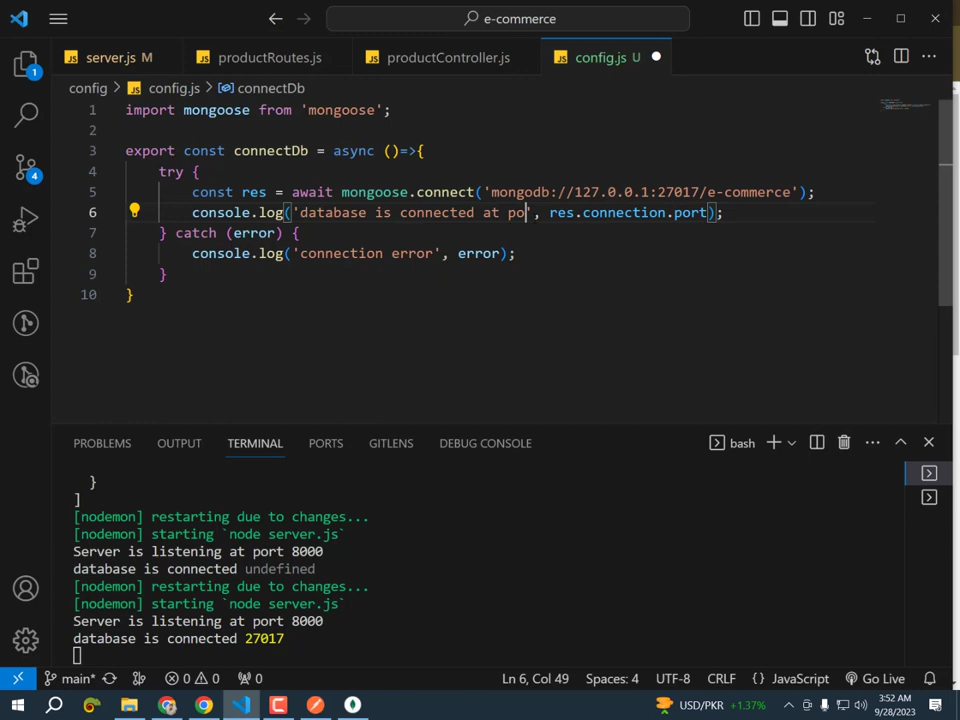 e-commerce
server.js M
productRoutes.js
productController.js
config.js U
config > config.js > connectDb
1 import mongoose from 'mongoose';
2
3 export const connectDb = async ()=>{
4 try {
5 const res = await mongoose.connect('mongodb://127.0.0.1:27017/e-commerce');
6 console.log('database is connected at po', res.connection.port);
7 } catch (error) {
8 console.log('connection error', error);
9 }
10 }
1
4
PROBLEMS OUTPUT TERMINAL PORTS GITLENS DEBUG CONSOLE
bash
}
]
[nodemon] restarting due to changes...
[nodemon] starting `node server.js`
Server is listening at port 8000
database is connected undefined
[nodemon] restarting due to changes...
[nodemon] starting `node server.js`
Server is listening at port 8000
database is connected 27017
main* 0 0 0 Ln 6, Col 49 Spaces: 4 UTF-8 CRLF {} JavaScript Go Live
USD/PKR +1.37%
3:52 AM
9/28/2023